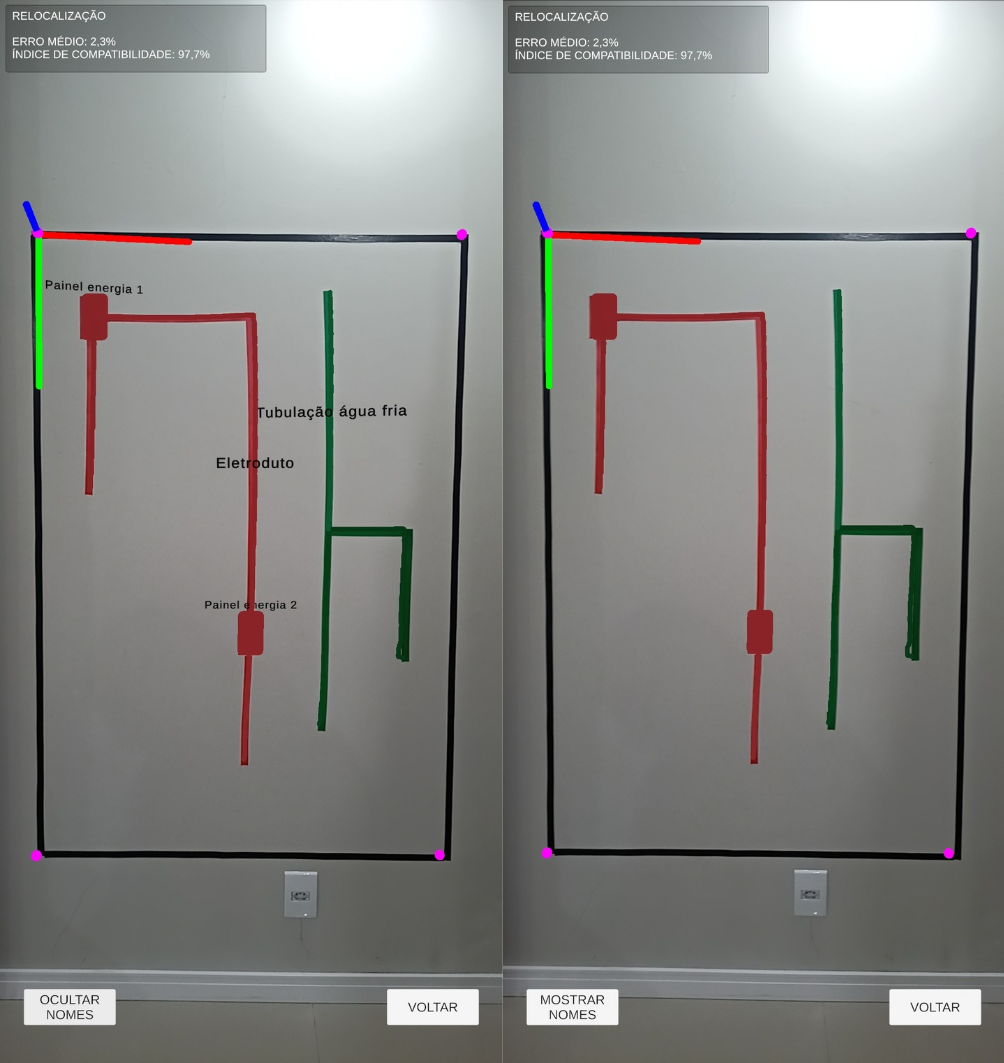 RELOCALIZAÇÃO
ERRO MÉDIO: 2,3%
ÍNDICE DE COMPATIBILIDADE: 97,7%
Painel energia 1
Tubulação água fria
Eletroduto
Painel energia 2
OCULTAR
NOMES
VOLTAR
RELOCALIZAÇÃO
ERRO MÉDIO: 2,3%
ÍNDICE DE COMPATIBILIDADE: 97,7%
MOSTRAR
NOMES
VOLTAR